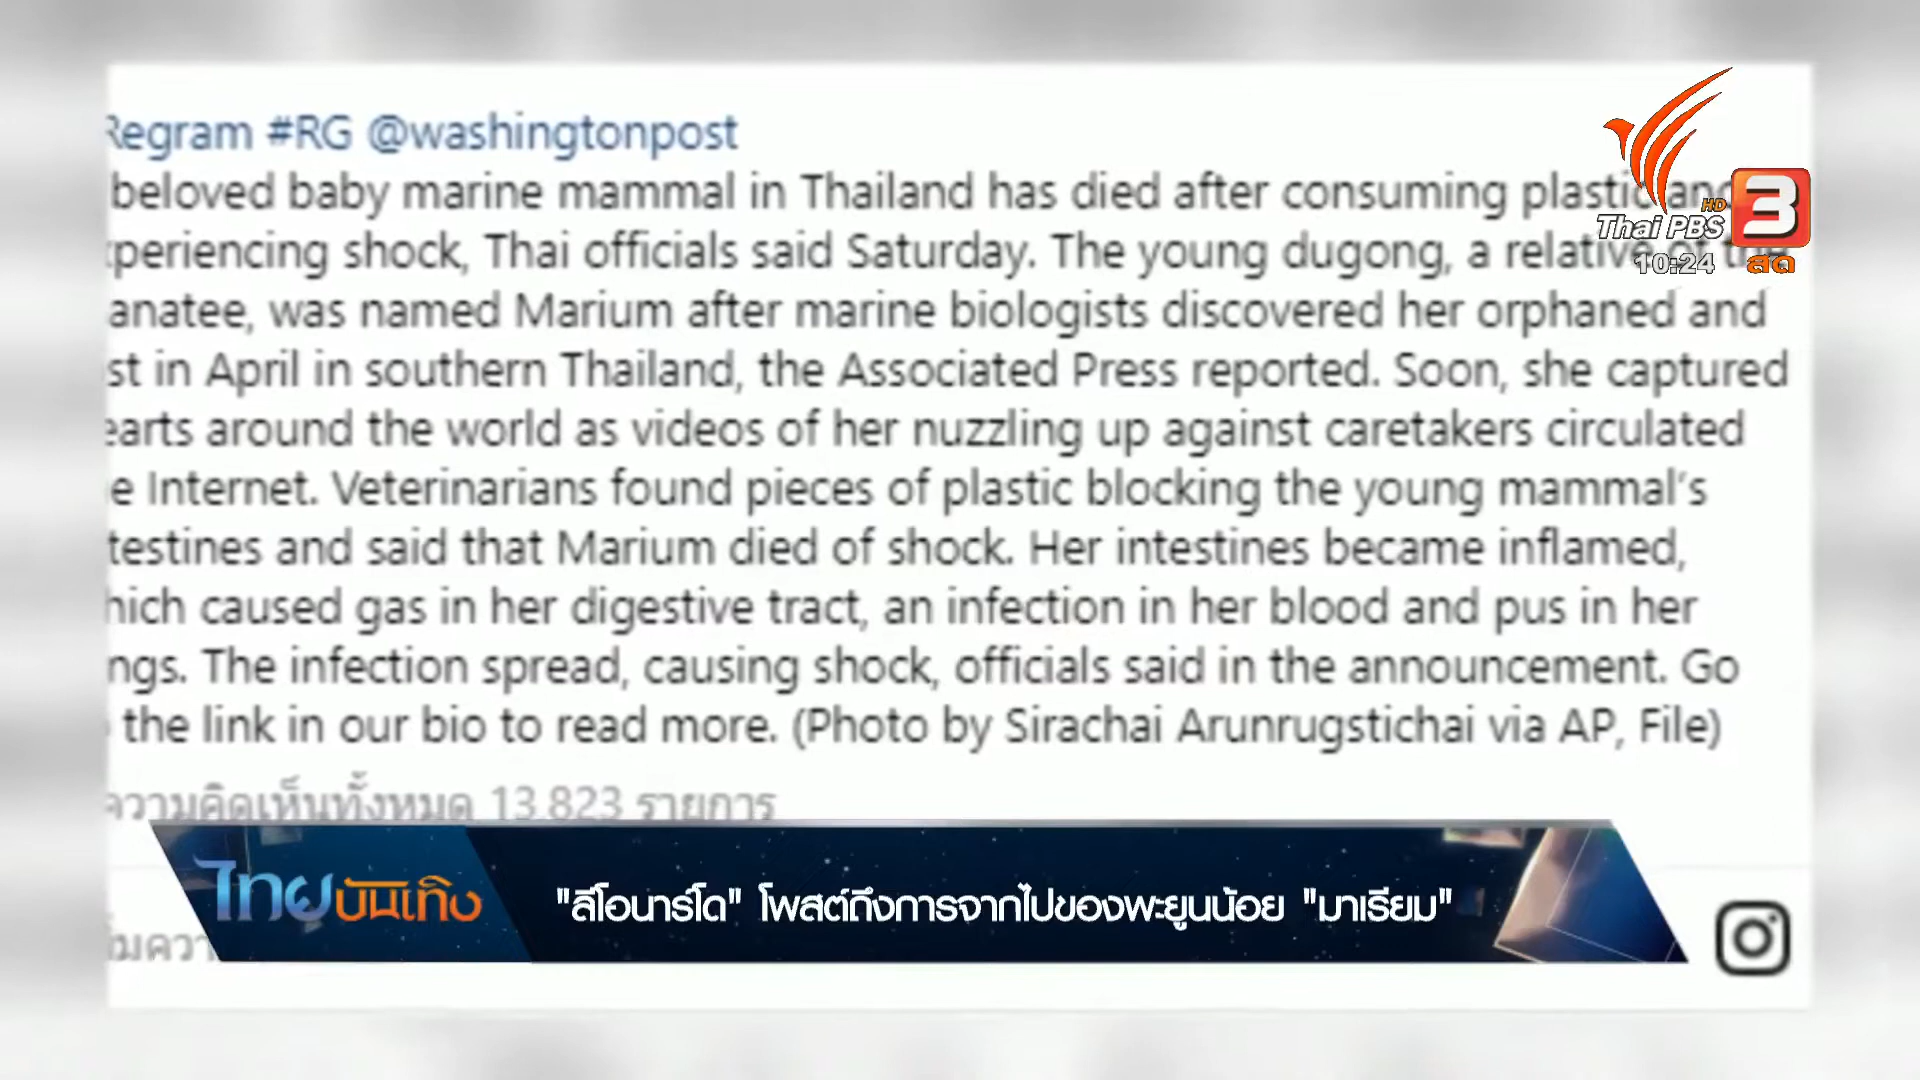 Regram #RG @washingtonpost
beloved baby marine mammal in Thailand has died after consuming plastic and
periencing shock, Thai officials said Saturday. The young dugong, a relative of the
anatee, was named Marium after marine biologists discovered her orphaned and
st in April in southern Thailand, the Associated Press reported. Soon, she captured
earts around the world as videos of her nuzzling up against caretakers circulated
e Internet. Veterinarians found pieces of plastic blocking the young mammal's
testines and said that Marium died of shock. Her intestines became inflamed,
hich caused gas in her digestive tract, an infection in her blood and pus in her
ngs. The infection spread, causing shock, officials said in the announcement. Go
the link in our bio to read more. (Photo by Sirachai Arunrugstichai via AP, File)
ความคิดเห็นทั้งหมด 13,823 รายการ
HD
Thai PBS 3
10:24 สด
ไทยบันเทิง
"ลีโอนาร์โด" โพสต์ถึงการจากไปของพะยูนน้อย "มาเรียม"